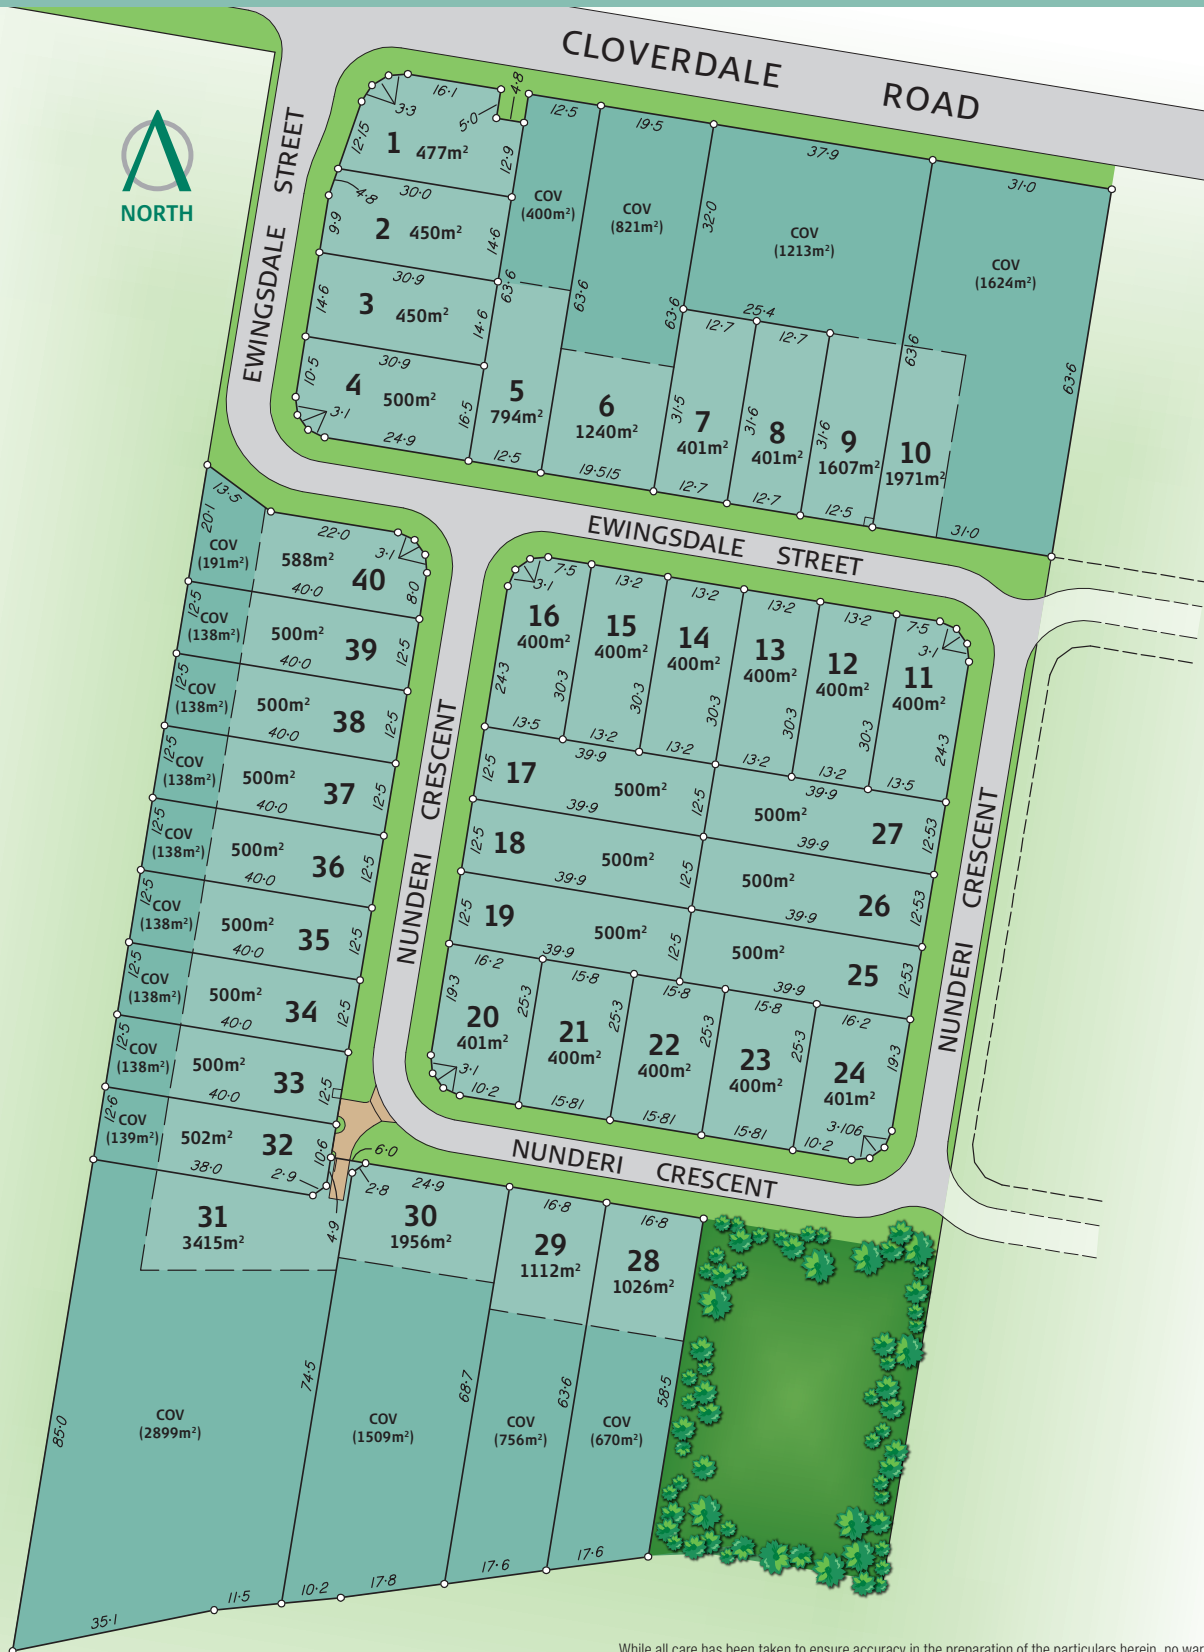 CLOVERDALE ROAD
NORTH
EWINGSDALE STREET
16·1
4·8
5·0
3·3
12·15
1 477m²
12·9
12·5
19·5
37·9
31·0
4·8
30·0
9·9
2 450m²
14·6
COV
(400m²)
COV
(821m²)
32·0
COV
(1213m²)
COV
(1624m²)
30·9
14·6
3 450m²
14·6
63·6
63·6
63·6
25·4
12·7
12·7
63·6
63·6
30·9
10·5
4 500m²
3·1
16·5
24·9
5
794m²
12·5
6
1240m²
19·515
31·5
7
401m²
12·7
31·6
8
401m²
12·7
31·6
9
1607m²
12·5
10
1971m²
31·0
EWINGSDALE STREET
13·5
20·1
COV
(191m²)
22·0
3·1
588m²
40
40·0
8·0
12·5
COV
(138m²)
500m²
39
40·0
12·5
12·5
COV
(138m²)
500m²
38
40·0
12·5
12·5
COV
(138m²)
500m²
37
40·0
12·5
12·5
COV
(138m²)
500m²
36
40·0
12·5
12·5
COV
(138m²)
500m²
35
40·0
12·5
12·5
COV
(138m²)
500m²
34
40·0
12·5
12·5
COV
(138m²)
500m²
33
40·0
12·5
12·6
COV
(139m²)
502m²
32
38·0
10·6
2·9
NUNDERI CRESCENT
3·1
7·5
13·2
13·2
13·2
13·2
7·5
3·1
16
400m²
15
400m²
14
400m²
13
400m²
12
400m²
11
400m²
24·3
30·3
30·3
30·3
30·3
30·3
24·3
13·5
13·2
13·2
13·2
13·2
13·5
39·9
39·9
12·5
17
500m²
12·5
500m²
27
12·53
39·9
39·9
12·5
18
500m²
12·5
500m²
26
12·53
39·9
39·9
12·5
19
500m²
12·5
500m²
25
12·53
39·9
39·9
16·2
15·8
15·8
15·8
16·2
19·3
20
401m²
25·3
21
400m²
25·3
22
400m²
25·3
23
400m²
25·3
24
401m²
19·3
3·1
10·2
15·81
15·81
15·81
10·2
3·106
NUNDERI CRESCENT
NUNDERI CRESCENT
6·0
2·8
24·9
16·8
16·8
4·9
31
3415m²
30
1956m²
29
1112m²
28
1026m²
85·0
COV
(2899m²)
74·5
COV
(1509m²)
68·7
COV
(756m²)
63·6
COV
(670m²)
58·5
35·1
11·5
10·2
17·8
17·6
17·6
While all care has been taken to ensure accuracy in the preparation of the particulars herein, no war